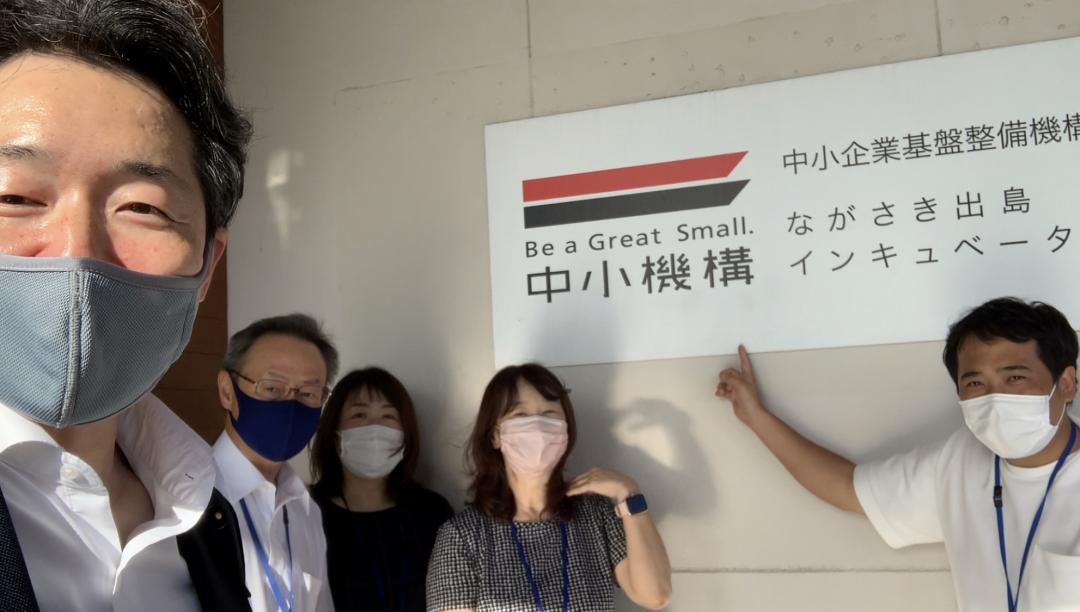 Be a Great Small.
中小機構
中小企業基盤整備機構
ながさき出島
インキュベータ